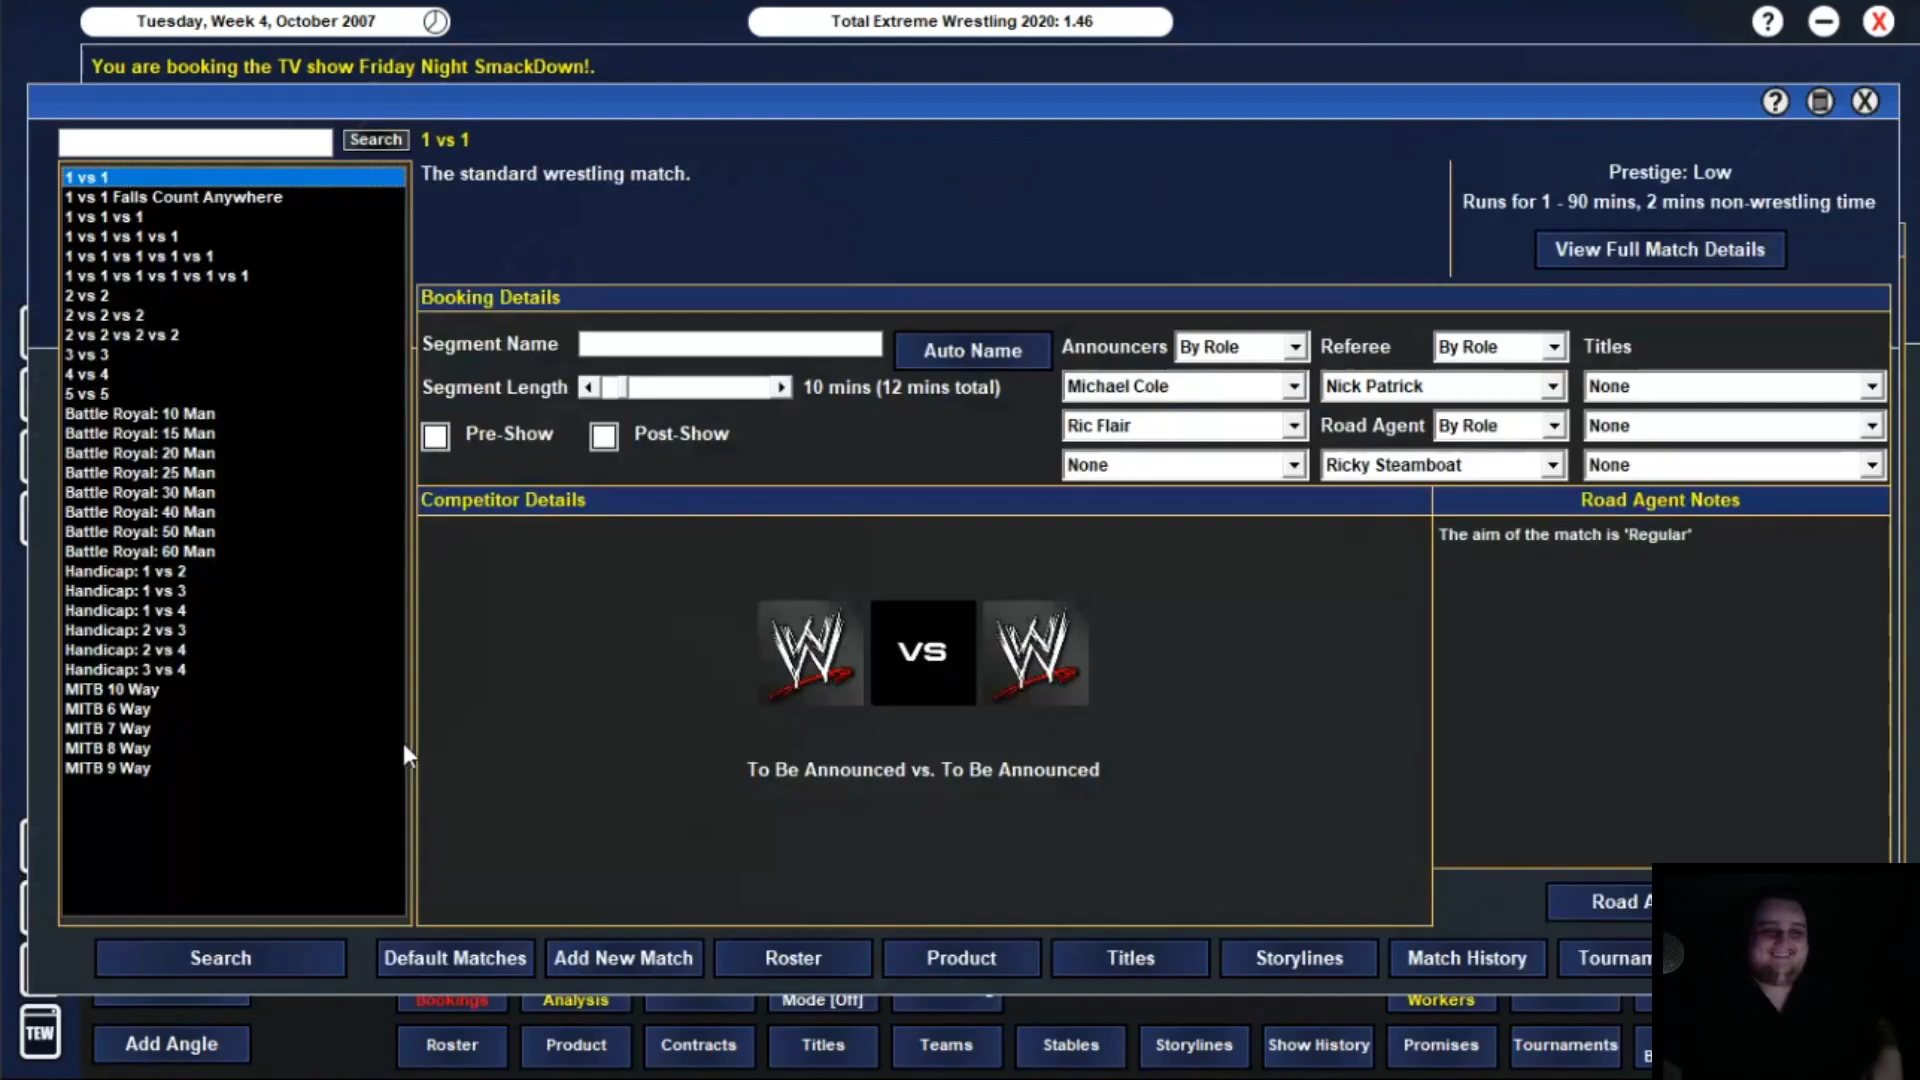 Tuesday, Week 4, October 2007
Total Extreme Wrestling 2020: 1.46
?
X
You are booking the TV show Friday Night SmackDown!.
?
X
Search
1 vs 1
The standard wrestling match.
Prestige: Low
Runs for 1 - 90 mins, 2 mins non-wrestling time
View Full Match Details
1 vs 1
1 vs 1 Falls Count Anywhere
1 vs 1 vs 1
1 vs 1 vs 1 vs 1
1 vs 1 vs 1 vs 1 vs 1
1 vs 1 vs 1 vs 1 vs 1 vs 1
2 vs 2
2 vs 2 vs 2
2 vs 2 vs 2 vs 2
3 vs 3
4 vs 4
5 vs 5
Battle Royal: 10 Man
Battle Royal: 15 Man
Battle Royal: 20 Man
Battle Royal: 25 Man
Battle Royal: 30 Man
Battle Royal: 40 Man
Battle Royal: 50 Man
Battle Royal: 60 Man
Handicap: 1 vs 2
Handicap: 1 vs 3
Handicap: 1 vs 4
Handicap: 2 vs 3
Handicap: 2 vs 4
Handicap: 3 vs 4
MITB 10 Way
MITB 6 Way
MITB 7 Way
MITB 8 Way
MITB 9 Way
Booking Details
Segment Name
Auto Name
Announcers By Role
Referee By Role
Titles
Segment Length
10 mins (12 mins total)
Michael Cole
Nick Patrick
None
Pre-Show
Post-Show
Ric Flair
Road Agent By Role
None
None
Ricky Steamboat
None
Competitor Details
Road Agent Notes
The aim of the match is 'Regular'
VS
To Be Announced vs. To Be Announced
Road A
Search
Default Matches
Add New Match
Roster
Product
Titles
Storylines
Match History
Tournam
Bookings
Analysis
Mode [Off]
Workers
TEW
Add Angle
Roster
Product
Contracts
Titles
Teams
Stables
Storylines
Show History
Promises
Tournaments
B